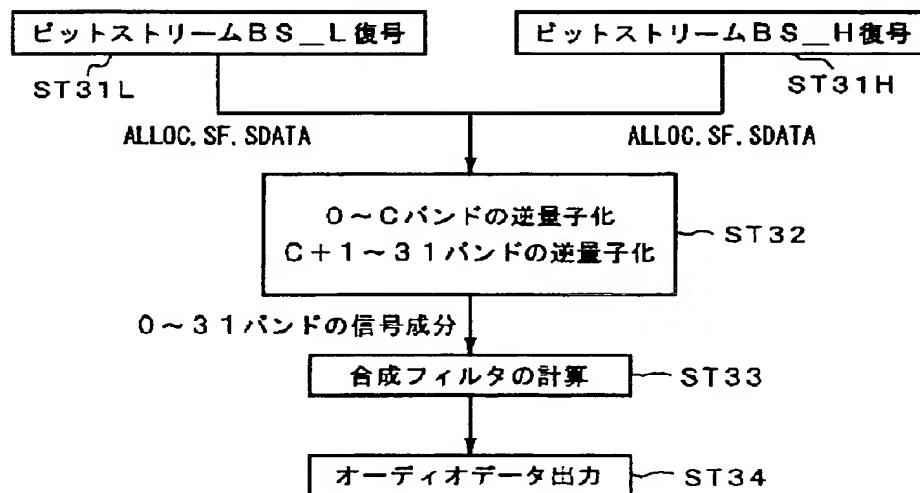 ビットストリームBS__L復号
ビットストリームBS__H復号
ST31L
ST31H
ALLOC.SF.SDATA
ALLOC.SF.SDATA
0~Cバンドの逆量子化
C+1~31バンドの逆量子化
ST32
0~31バンドの信号成分
合成フィルタの計算
ST33
オーディオデータ出力
ST34